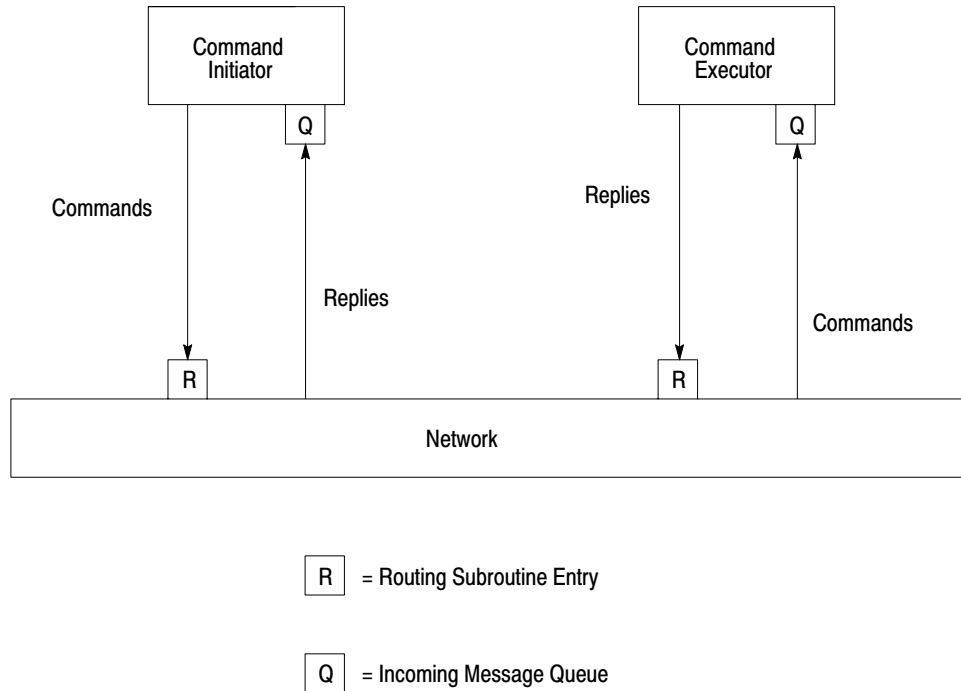 Command
Initiator
Command
Executor
Q
Q
Commands
Replies
Replies
Commands
R
R
Network
R = Routing Subroutine Entry
Q = Incoming Message Queue